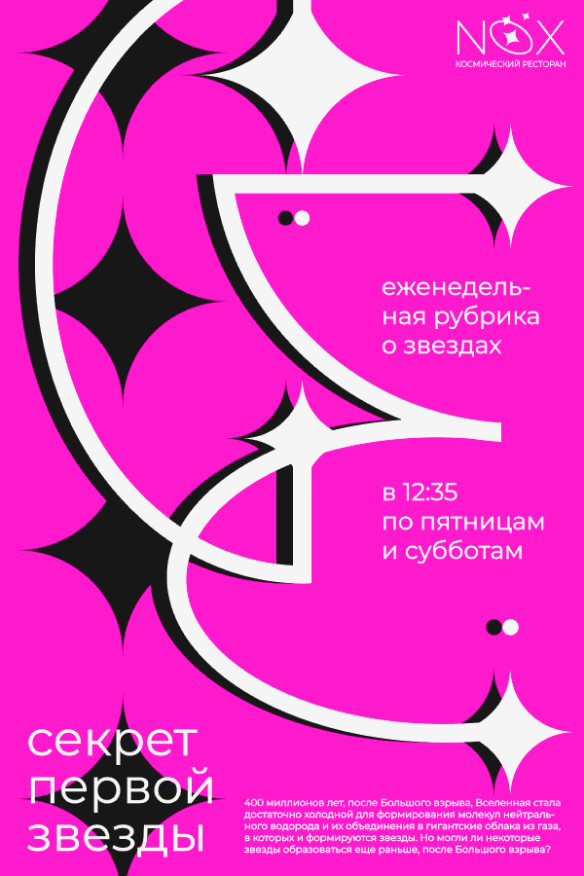 NOX
КОСМИЧЕСКИЙ РЕСТОРАН
еженедель-
ная рубрика
о звездах
в 12:35
по пятницам
и субботам
секрет
первой
звезды
400 миллионов лет, после Большого взрыва, Вселенная стала
достаточно холодной для формирования молекул нейтраль-
ного водорода и их объединения в гигантские облака из газа,
в которых и формируются звезды. Но могли ли некоторые
звезды образоваться еще раньше, после Большого взрыва?